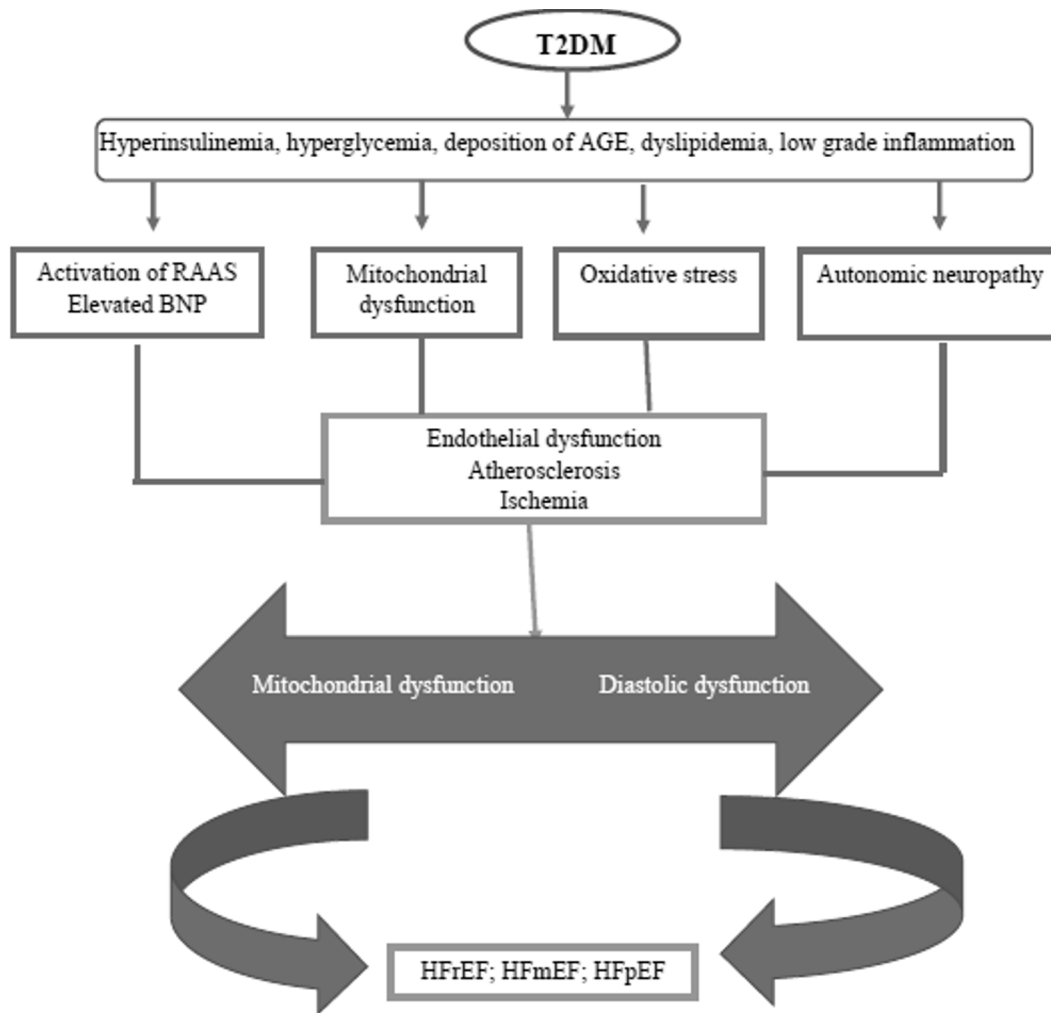 T2DM
Hyperinsulinemia, hyperglycemia, deposition of AGE, dyslipidemia, low grade inflammation
Activation of RAAS
Elevated BNP
Mitochondrial
dysfunction
Oxidative stress
Autonomic neuropathy
Endothelial dysfunction
Atherosclerosis
Ischemia
Mitochondrial dysfunction
Diastolic dysfunction
HFrEF; HFmEF; HFpEF